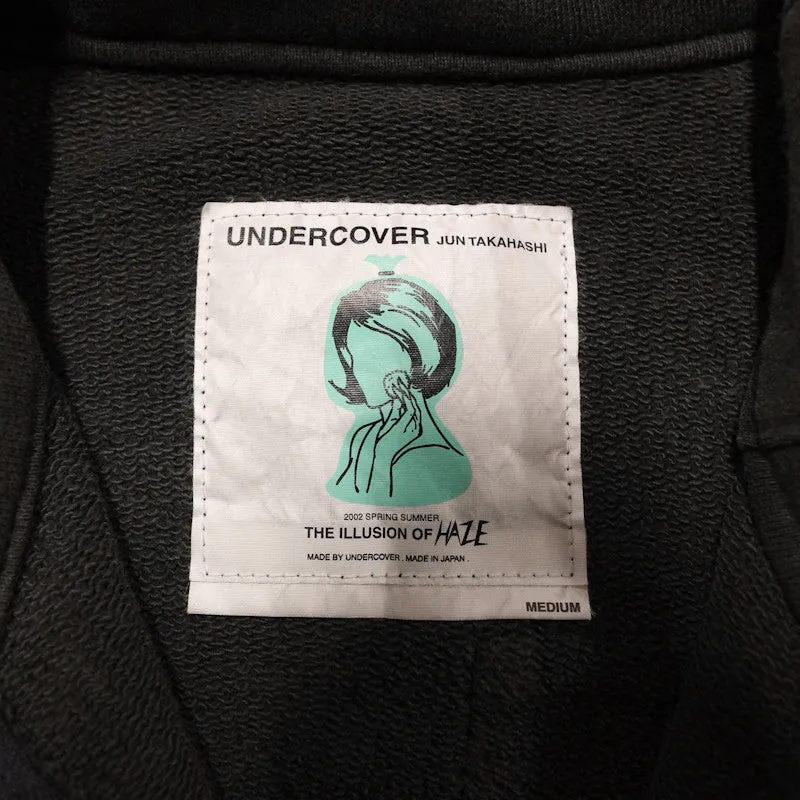 UNDERCOVER JUN TAKAHASHI
2002 SPRING SUMMER
THE ILLUSION OF HAZE
MADE BY UNDERCOVER . MADE IN JAPAN .
MEDIUM